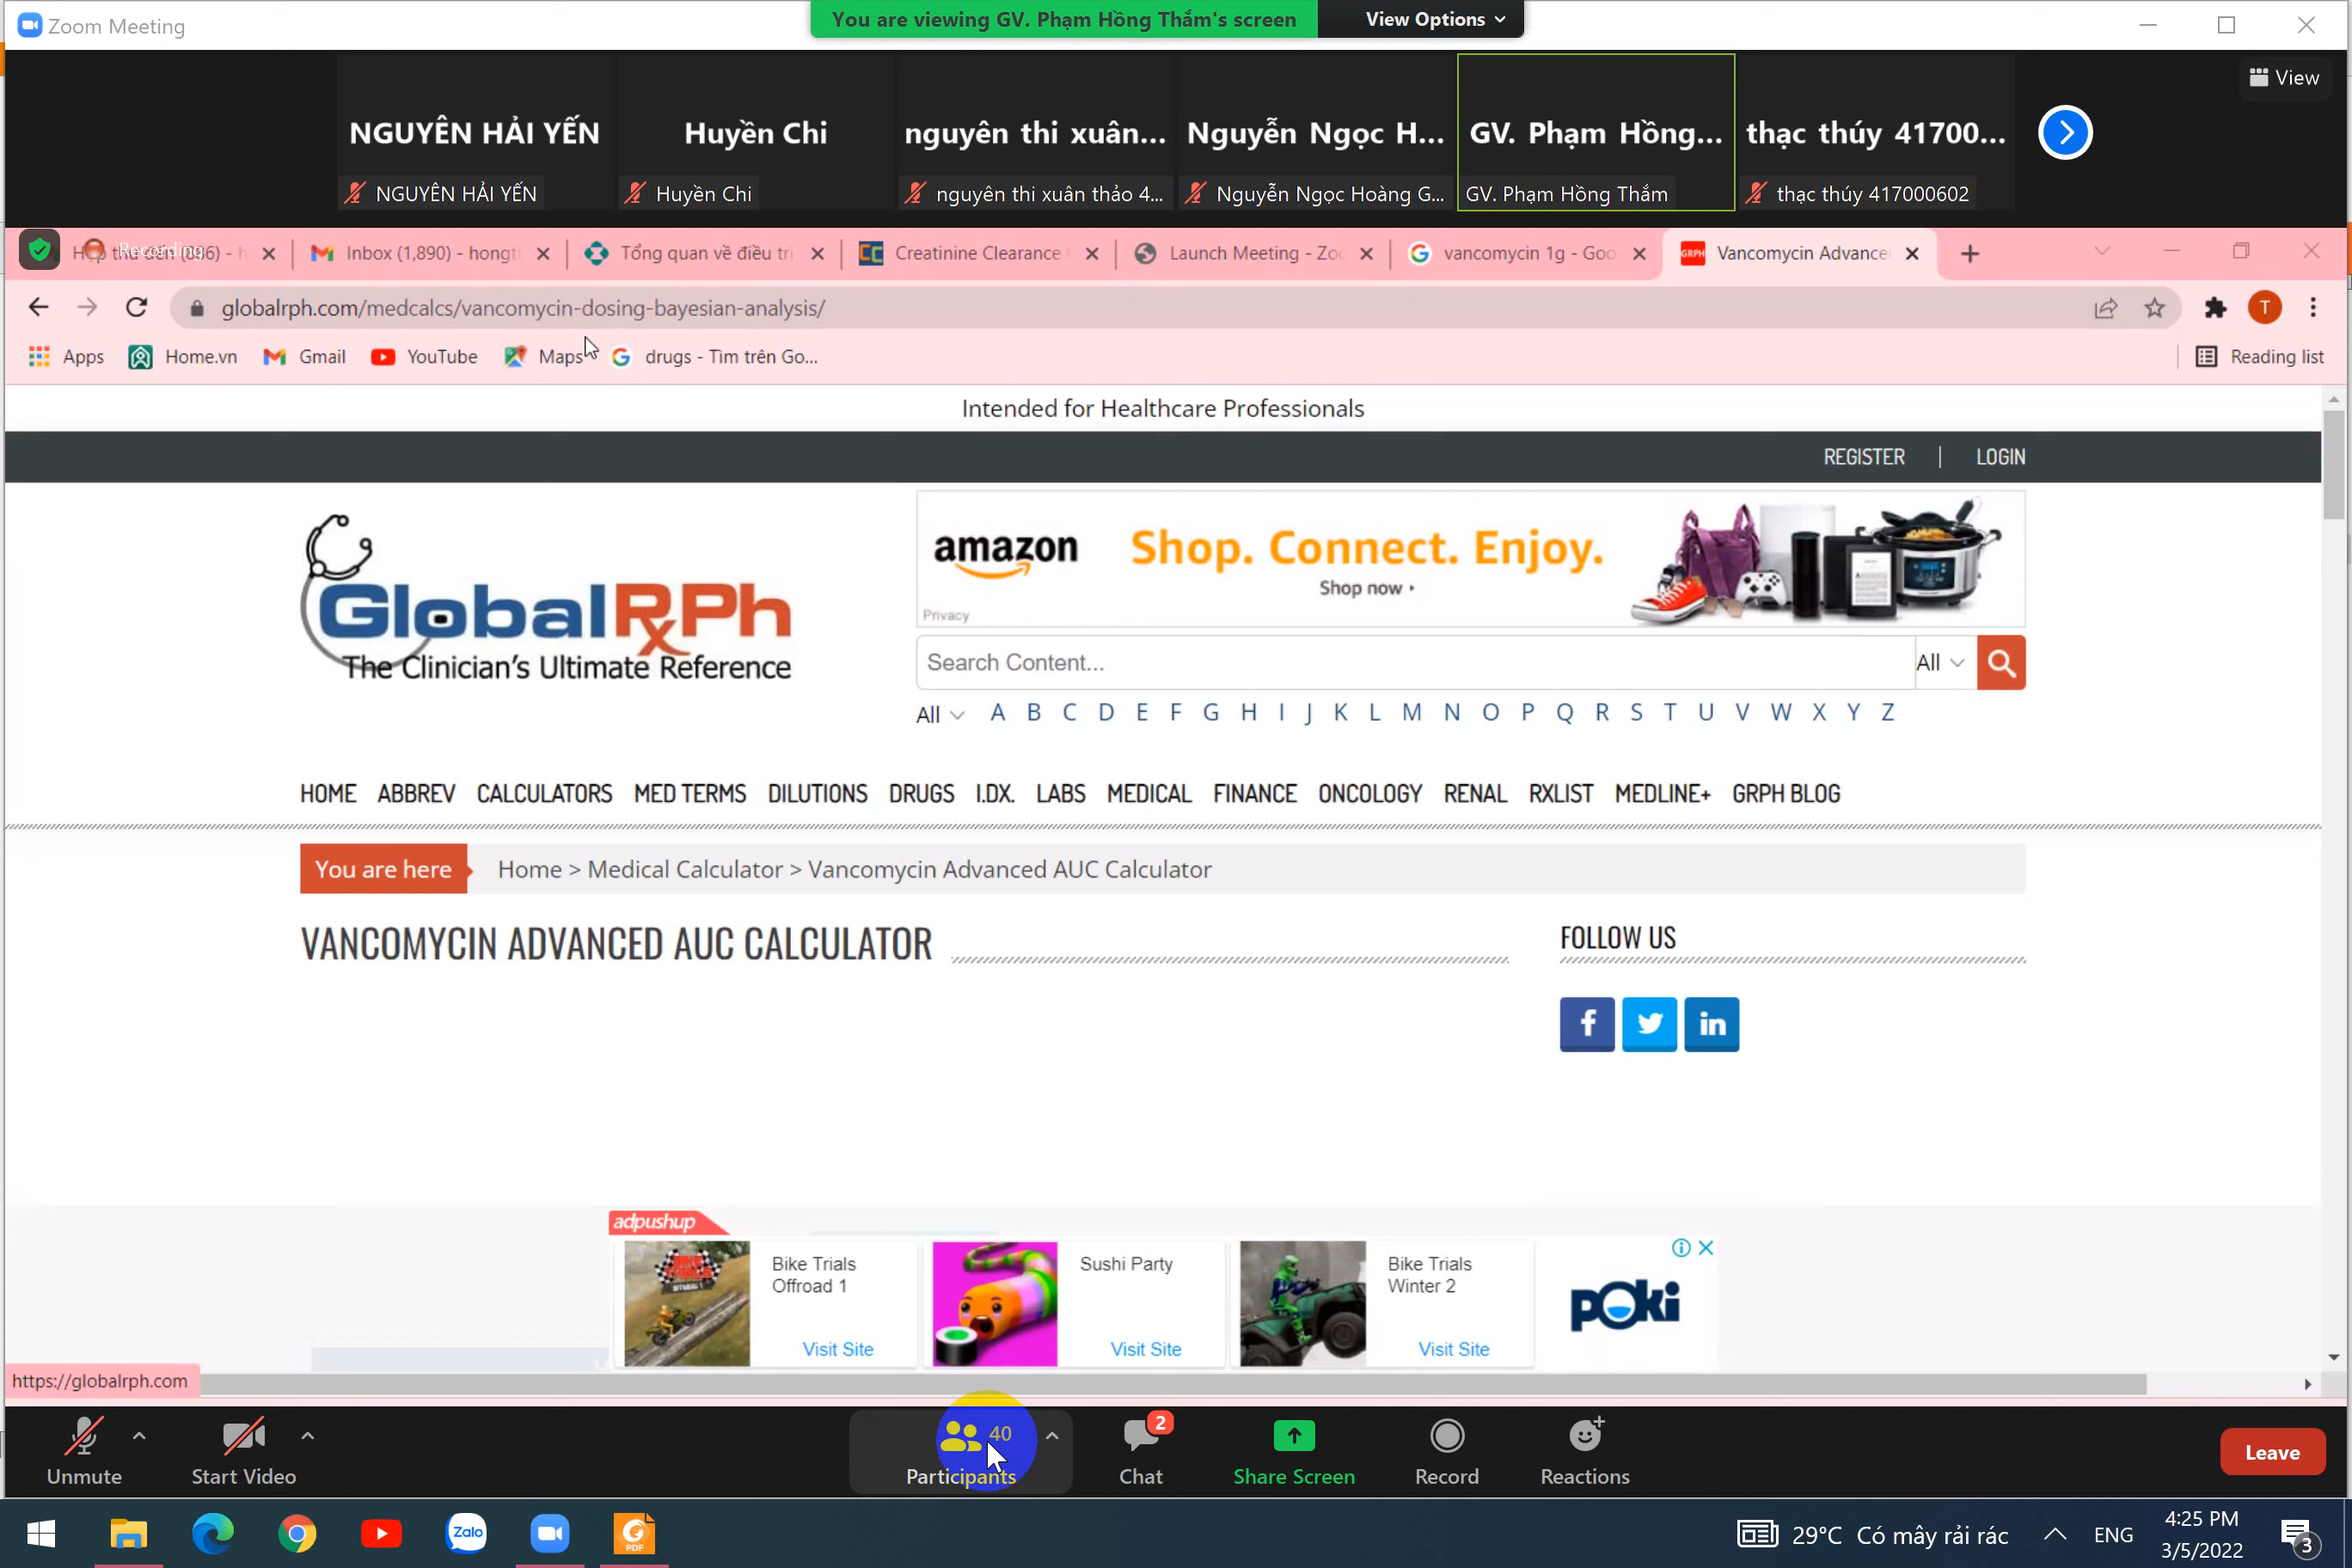 Zoom Meeting
You are viewing GV. Phạm Hồng Thắm's screen
View Options
View
NGUYÊN HẢI YẾN
Huyền Chi
nguyên thi xuân...
Nguyễn Ngọc H...
GV. Phạm Hồng...
thạc thúy 41700...
NGUYÊN HẢI YẾN
Huyền Chi
nguyên thi xuân thảo 4...
Nguyễn Ngọc Hoàng G...
GV. Phạm Hồng Thắm
thạc thúy 417000602
Recording
Inbox (1,890) - hongt
Tổng quan về điều trị
Creatinine Clearance
Launch Meeting - Zoo
vancomycin 1g - Goo
GRPH
Vancomycin Advance
globalrph.com/medcalcs/vancomycin-dosing-bayesian-analysis/
T
Apps
Home.vn
Gmail
YouTube
Maps
drugs - Tìm trên Go...
Reading list
Intended for Healthcare Professionals
REGISTER | LOGIN
GlobalRPh
The Clinician's Ultimate Reference
amazon
Shop. Connect. Enjoy.
Shop now
Privacy
Search Content...
All
All A B C D E F G H I J K L M N O P Q R S T U V W X Y Z
HOME ABBREV CALCULATORS MED TERMS DILUTIONS DRUGS I.DX. LABS MEDICAL FINANCE ONCOLOGY RENAL RXLIST MEDLINE+ GRPH BLOG
You are here
Home > Medical Calculator > Vancomycin Advanced AUC Calculator
VANCOMYCIN ADVANCED AUC CALCULATOR
FOLLOW US
adpushup
Bike Trials
Offroad 1
Visit Site
Sushi Party
Visit Site
Bike Trials
Winter 2
Visit Site
POKi
https://globalrph.com
Unmute
Start Video
40
Participants
2
Chat
Share Screen
Record
Reactions
Leave
Zalo
PDF
29°C Có mây rải rác
ENG
4:25 PM
3/5/2022
3